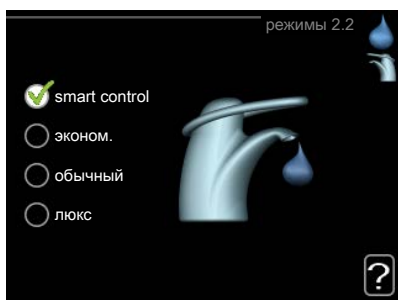 режимы 2.2
smart control
эконом.
обычный
люкс
?